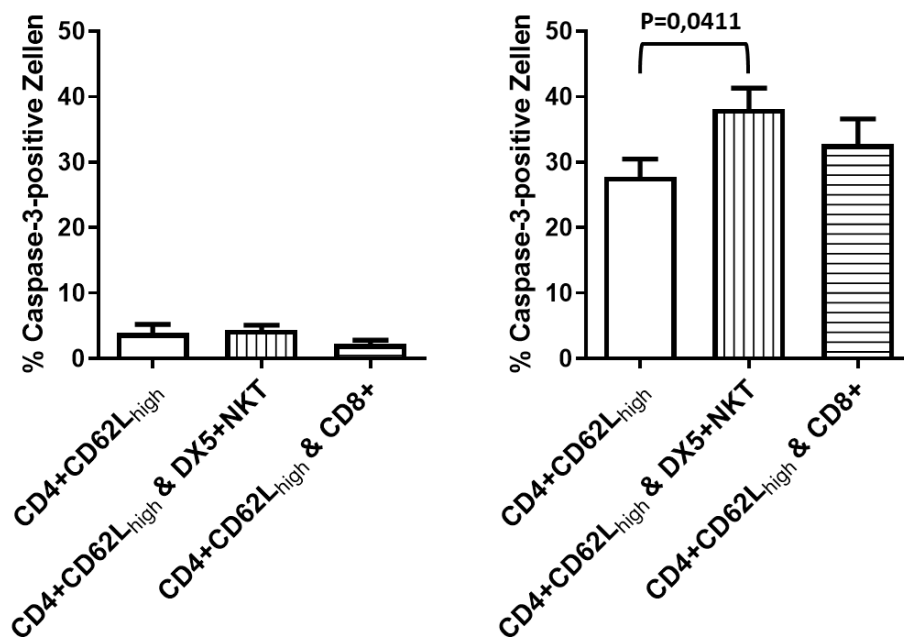 % Caspase-3-positive Zellen
50
40
30
20
10
0
CD4+CD62Lhigh
CD4+CD62Lhigh & DX5+NKT
CD4+CD62Lhigh & CD8+
P=0,0411
% Caspase-3-positive Zellen
50
40
30
20
10
0
CD4+CD62Lhigh
CD4+CD62Lhigh & DX5+NKT
CD4+CD62Lhigh & CD8+